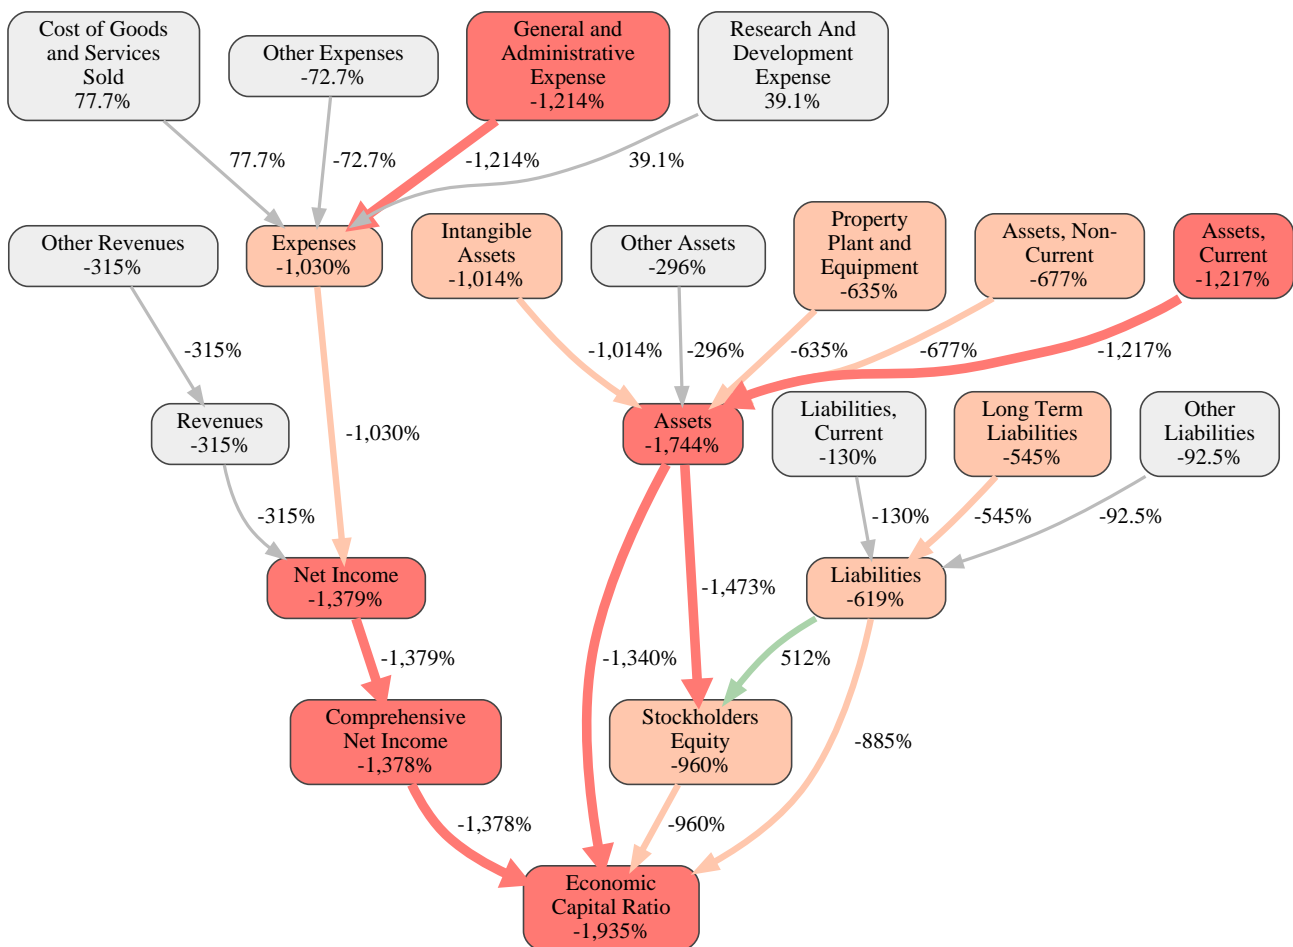 Cost of Goods
and Services
Sold
77.7%
Other Expenses
-72.7%
General and
Administrative
Expense
-1,214%
Research And
Development
Expense
39.1%
77.7%
-72.7%
-1,214%
39.1%
Other Revenues
-315%
Expenses
-1,030%
Intangible
Assets
-1,014%
Other Assets
-296%
Property
Plant and
Equipment
-635%
Assets, Non-
Current
-677%
Assets,
Current
-1,217%
-315%
-1,014%
-296%
-635%
-677%
-1,217%
Revenues
-315%
-1,030%
Assets
-1,744%
Liabilities,
Current
-130%
Long Term
Liabilities
-545%
Other
Liabilities
-92.5%
-315%
-130%
-545%
-92.5%
Net Income
-1,379%
-1,473%
Liabilities
-619%
-1,379%
-1,340%
512%
Comprehensive
Net Income
-1,378%
Stockholders
Equity
-960%
-885%
-1,378%
-960%
Economic
Capital Ratio
-1,935%